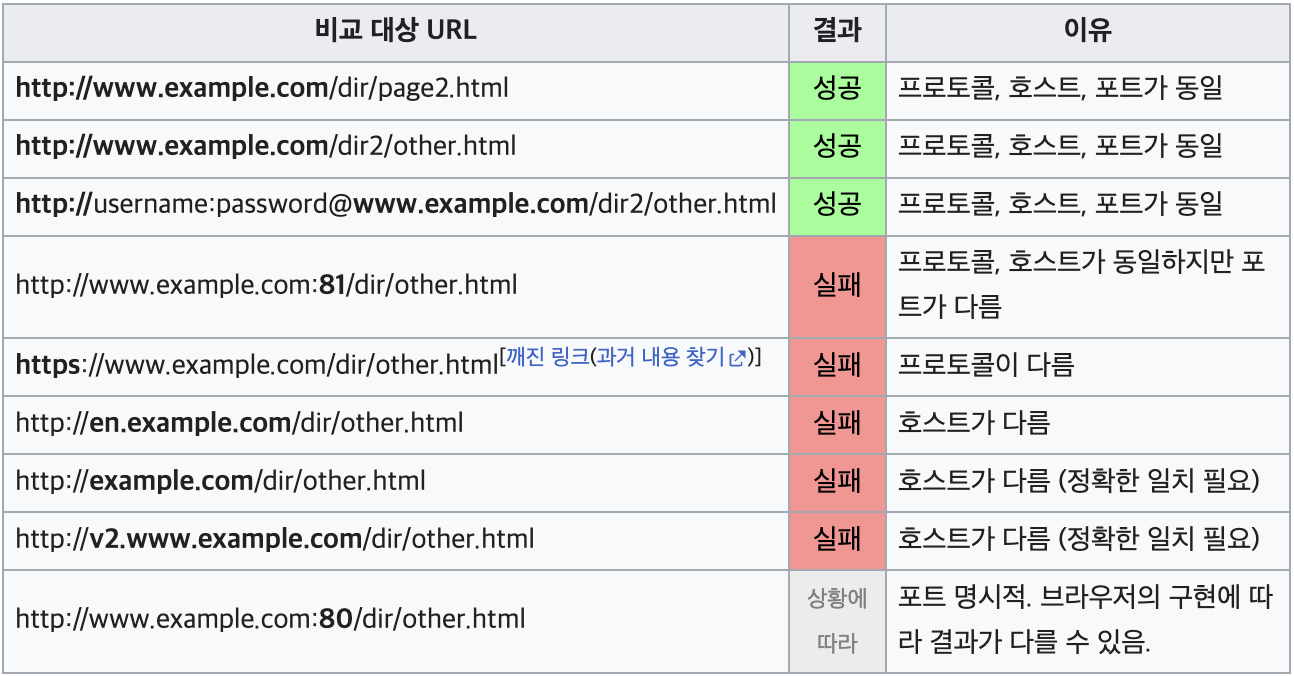 비교 대상 URL 결과 이유
http://www.example.com/dir/page2.html 성공 프로토콜, 호스트, 포트가 동일
http://www.example.com/dir2/other.html 성공 프로토콜, 호스트, 포트가 동일
http://username:password@www.example.com/dir2/other.html 성공 프로토콜, 호스트, 포트가 동일
http://www.example.com:81/dir/other.html 실패 프로토콜, 호스트가 동일하지만 포
트가 다름
https://www.example.com/dir/other.html[깨진 링크(과거 내용 찾기)] 실패 프로토콜이 다름
http://en.example.com/dir/other.html 실패 호스트가 다름
http://example.com/dir/other.html 실패 호스트가 다름 (정확한 일치 필요)
http://v2.www.example.com/dir/other.html 실패 호스트가 다름 (정확한 일치 필요)
http://www.example.com:80/dir/other.html 상황에 포트 명시적. 브라우저의 구현에 따
따라 라 결과가 다를 수 있음.